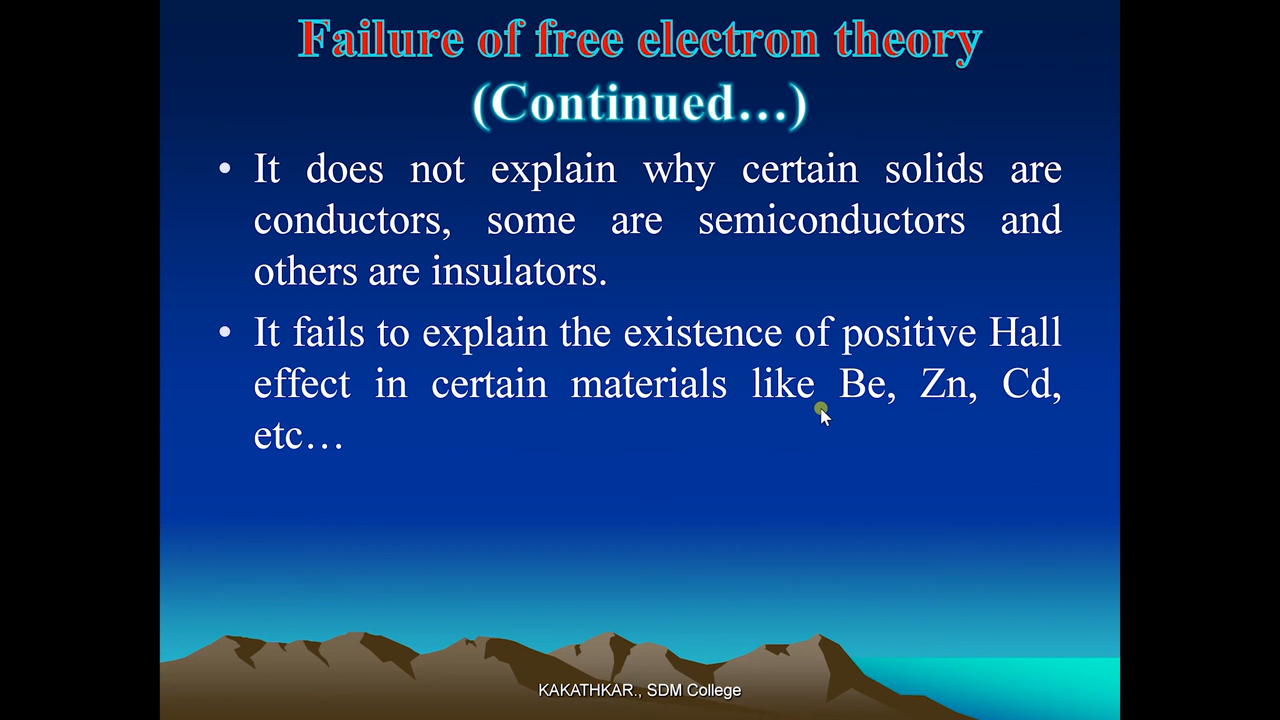 Failure of free electron theory
(Continued…)
• It does not explain why certain solids are
conductors, some are semiconductors and
others are insulators.
• It fails to explain the existence of positive Hall
effect in certain materials like Be, Zn, Cd,
etc…
KAKATHKAR., SDM College